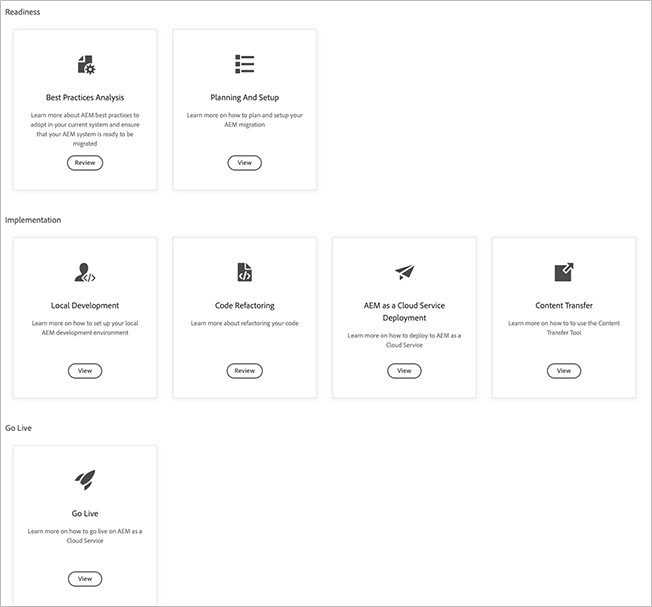 Readiness
Best Practices Analysis
Learn more about AEM best practices to
adopt in your current system and ensure
that your AEM system is ready to be
migrated
Review
Planning And Setup
Learn more on how to plan and setup your
AEM migration
View
Implementation
Local Development
Learn more on how to set up your local
AEM development environment
View
Code Refactoring
Learn more about refactoring your code
Review
AEM as a Cloud Service
Deployment
Learn more on how to deploy to AEM as a
Cloud Service
View
Content Transfer
Learn more on how to to use the Content
Transfer Tool
View
Go Live
Go Live
Learn more on how to go live on AEM as a
Cloud Service
View